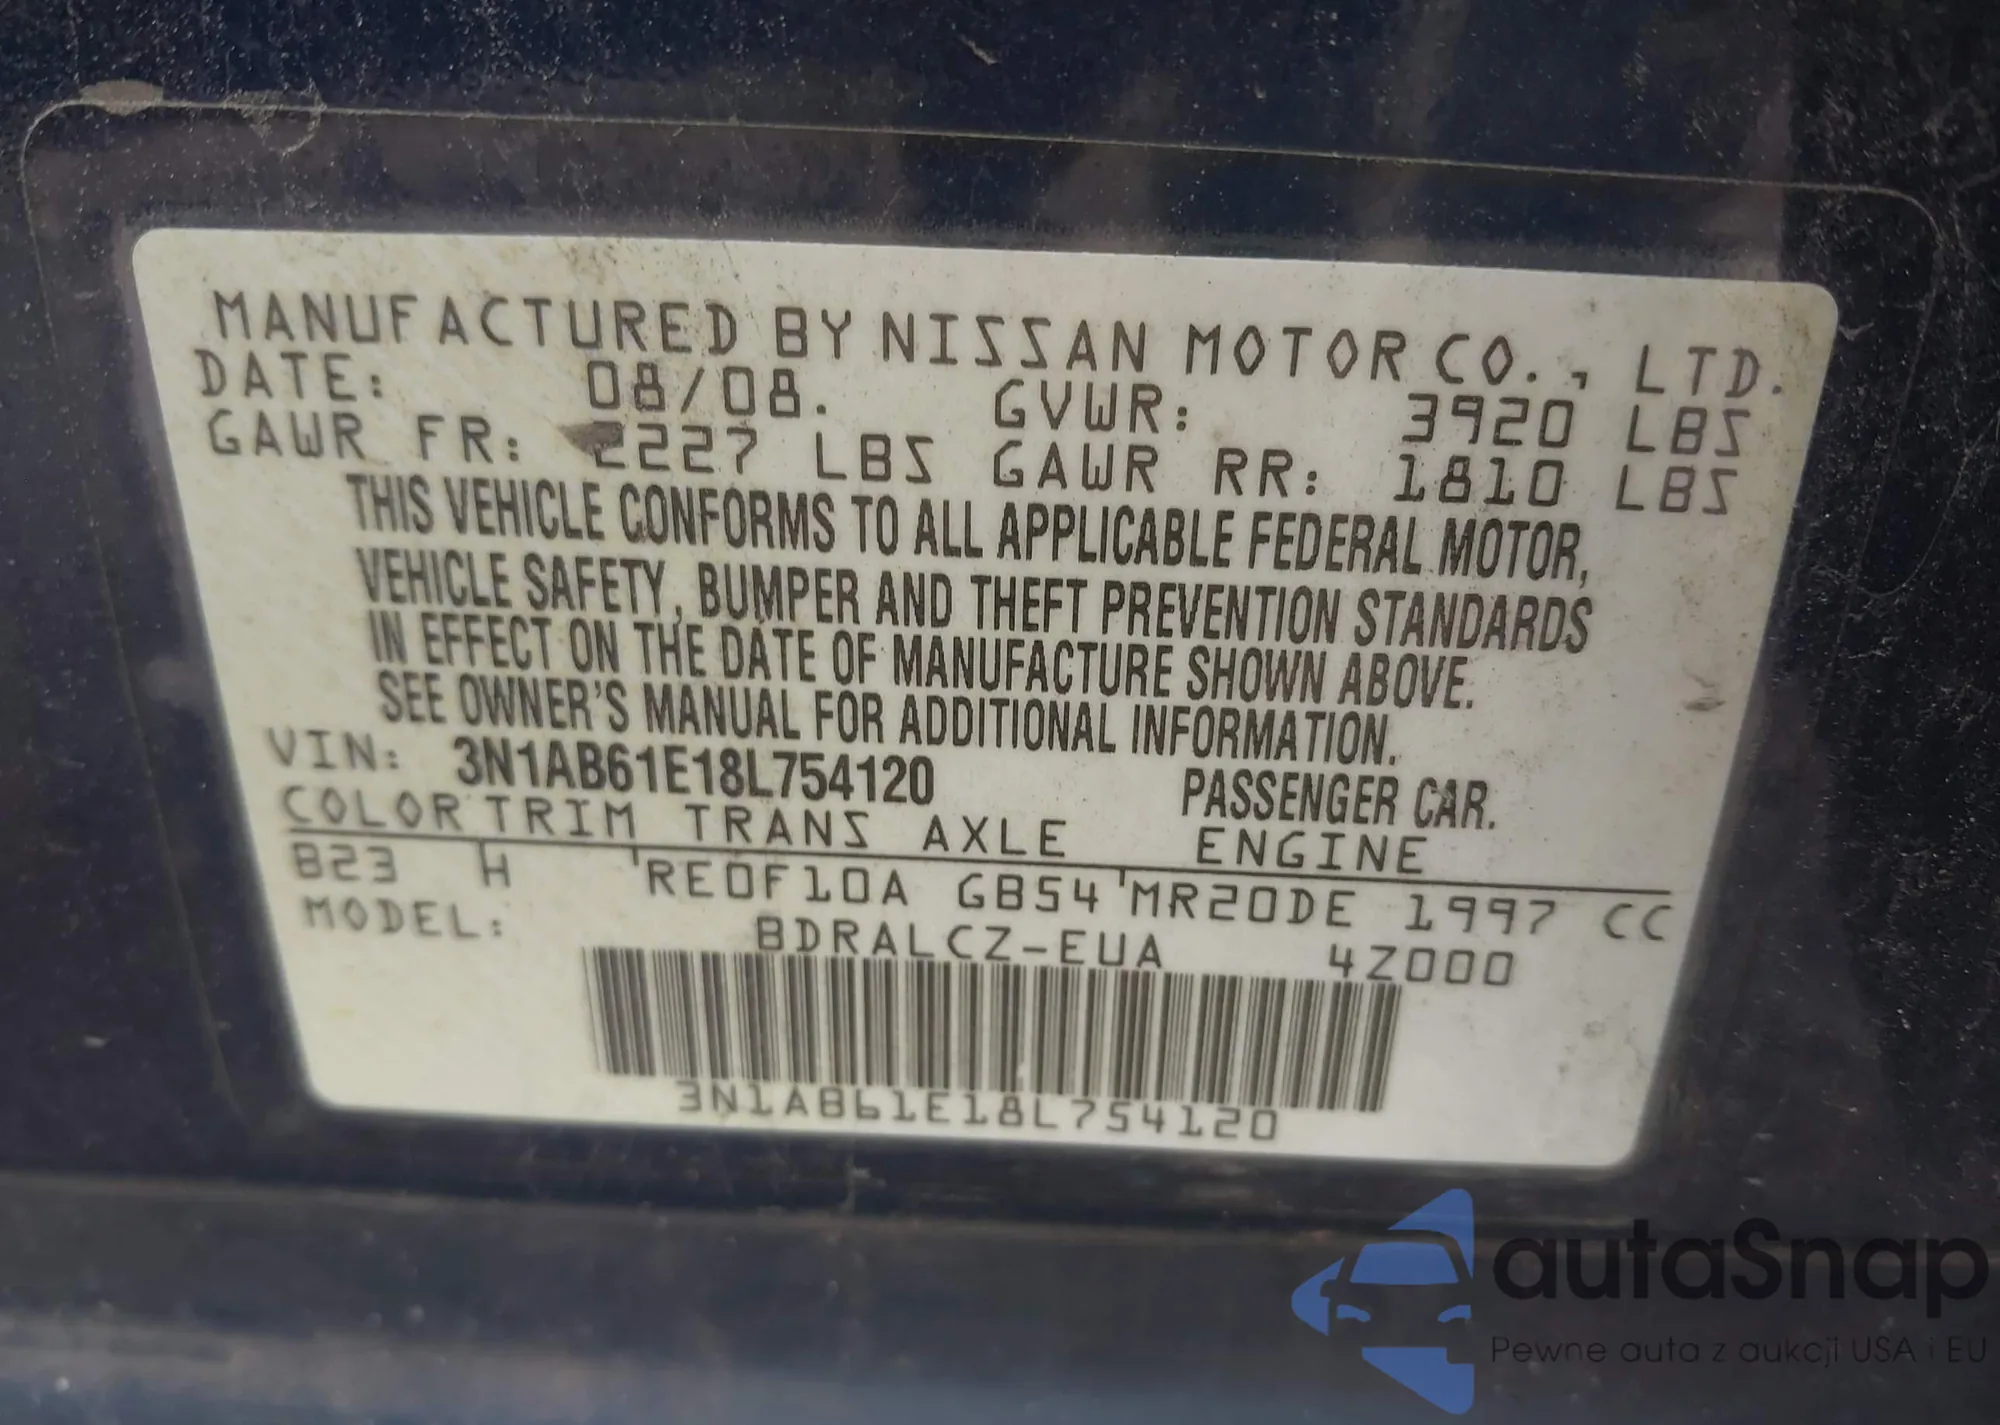 MANUFACTURED BY NISSAN MOTOR CO., LTD.
DATE: 08/08. GVWR: 3920 LBS
GAWR FR: 2227 LBS GAWR RR: 1810 LBS
THIS VEHICLE CONFORMS TO ALL APPLICABLE FEDERAL MOTOR,
VEHICLE SAFETY, BUMPER AND THEFT PREVENTION STANDARDS
IN EFFECT ON THE DATE OF MANUFACTURE SHOWN ABOVE.
SEE OWNER'S MANUAL FOR ADDITIONAL INFORMATION.
VIN: 3N1AB61E18L754120 PASSENGER CAR.
COLOR TRIM TRANS AXLE ENGINE
B23 H RE0F10A GB54 MR20DE 1997 CC
MODEL: BDRALCZ-EUA 4Z000
3N1AB61E18L754120
autaSnap
Pewne auta z aukcji USA i EU